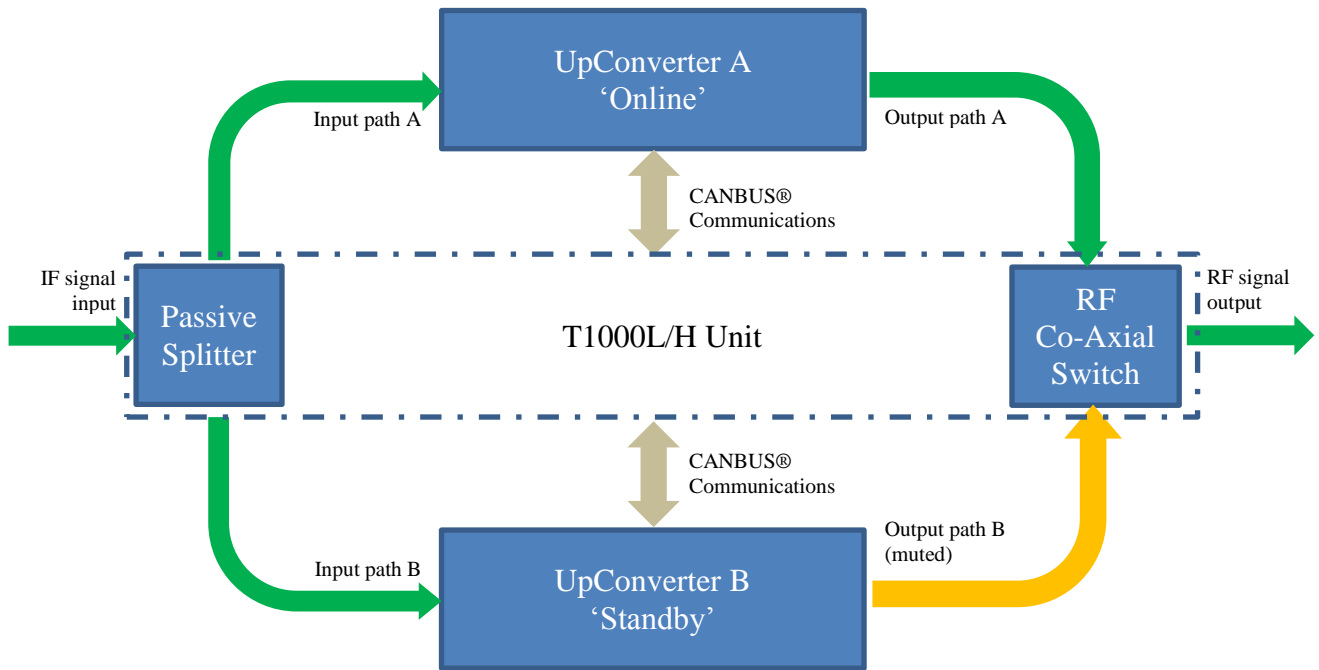 UpConverter A
‘Online’
Input path A
Output path A
CANBUS®
Communications
IF signal
input
Passive
Splitter
T1000L/H Unit
RF
Co-Axial
Switch
RF signal
output
CANBUS®
Communications
Input path B
UpConverter B
‘Standby’
Output path B
(muted)